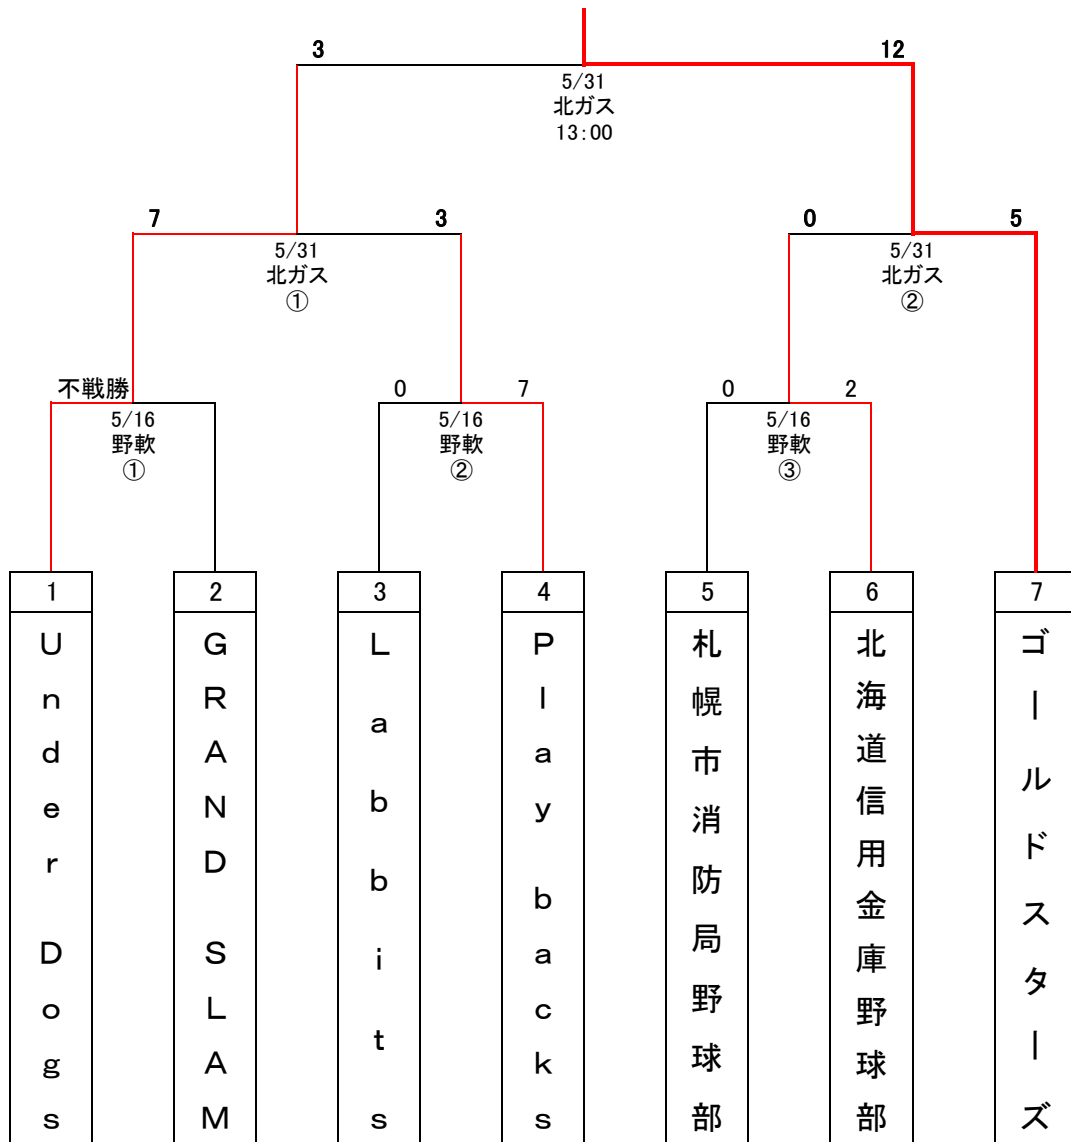 3 12
5/31
北ガス
13:00
7 3 0 5
5/31 5/31
北ガス 北ガス
① ②
不戦勝 0 7 0 2
5/16 5/16 5/16
野軟 野軟 野軟
① ② ③
1 2 3 4 5 6 7
Under Dogs
GRAND SLAM
Labbits
Play backs
札幌市消防局野球部
北海道信用金庫野球部
ゴールドスターズ